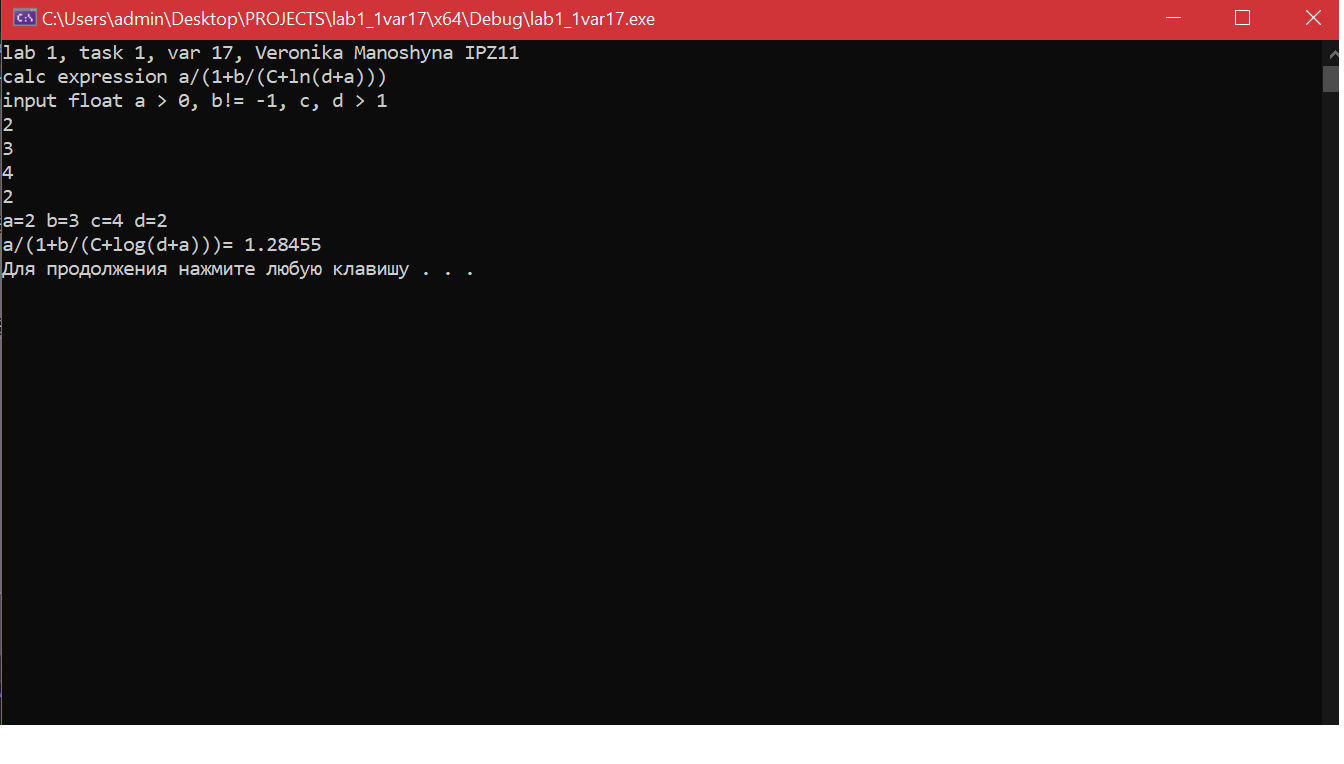 C:\Users\admin\Desktop\PROJECTS\lab1_1var17\x64\Debug\lab1_1var17.exe
lab 1, task 1, var 17, Veronika Manoshyna IPZ11
calc expression a/(1+b/(C+ln(d+a)))
input float a > 0, b!= -1, c, d > 1
2
3
4
2
a=2 b=3 c=4 d=2
a/(1+b/(C+log(d+a)))= 1.28455
Для продолжения нажмите любую клавишу . . .